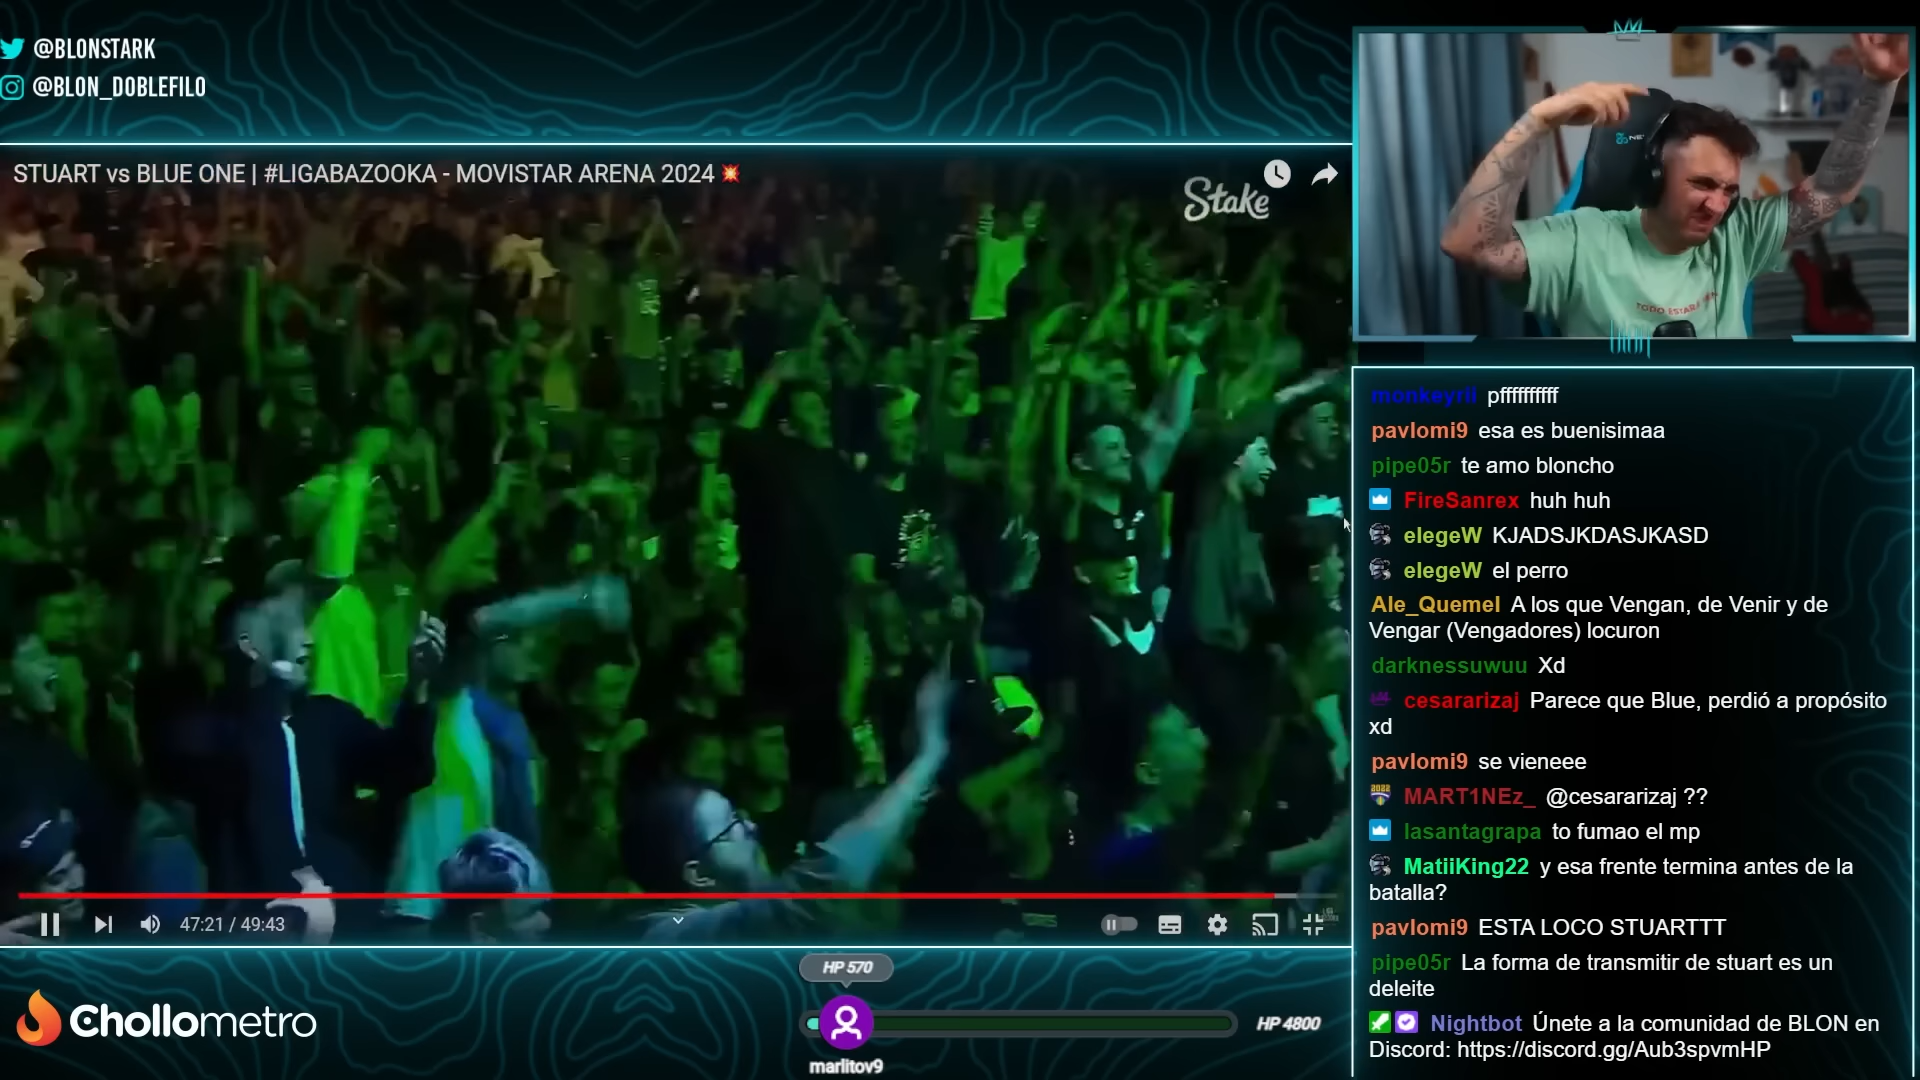 @BLONSTARK
@BLON_DOBLEFILO
STUART vs BLUE ONE | #LIGABAZOOKA - MOVISTAR ARENA 2024
Stake
monkeyrll pffffffffff
pavlomi9 esa es buenisimaa
pipe05r te amo bloncho
FireSanrex huh huh
elegeW KJADSJKDASJKASD
elegeW el perro
Ale_Quemel A los que Vengan, de Venir y de
Vengar (Vengadores) locuron
darknessuwuu Xd
cesararizaj Parece que Blue, perdió a propósito
xd
pavlomi9 se vieneee
MART1NEz_ @cesararizaj ??
lasantagrapa to fumao el mp
MatiiKing22 y esa frente termina antes de la
batalla?
pavlomi9 ESTA LOCO STUARTTT
pipe05r La forma de transmitir de stuart es un
deleite
Nightbot Únete a la comunidad de BLON en
Discord: https://discord.gg/Aub3spvmHP
47:21 / 49:43
Chollometro
HP 570
HP 4800
marlitov9